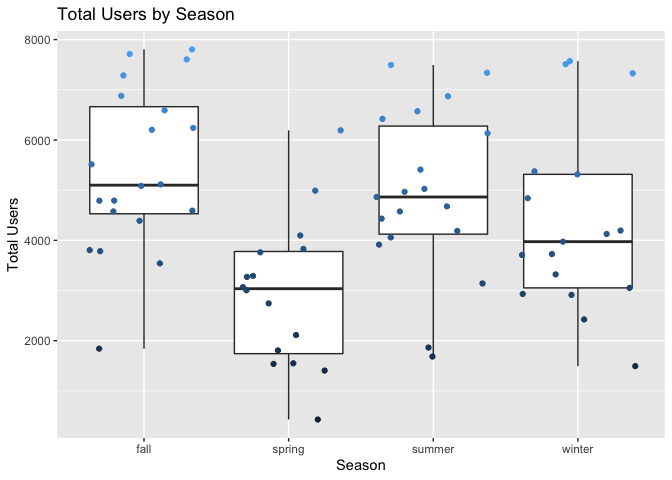 Total Users by Season
8000
6000
4000
2000
Total Users
fall spring summer winter
Season